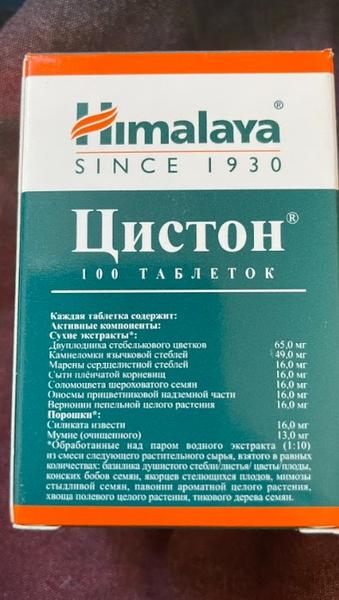 Himalaya®
SINCE 1930
Цистон®
100 ТАБЛЕТОК
Каждая таблетка содержит:
Активные компоненты:
Сухие экстракты*:
Двуплодника стебелькового цветков 65,0 мг
Камнеломки язычковой стеблей 49,0 мг
Марены сердцелистной стеблей 16,0 мг
Сыти плёнчатой корневищ 16,0 мг
Соломоцвета шероховатого семян 16,0 мг
Оносмы прицветниковой надземной части 16,0 мг
Вернонии пепельной целого растения 16,0 мг
Порошки*:
Силиката извести 16,0 мг
Мумие (очищенного) 13,0 мг
*Обработанные над паром водного экстракта (1:10)
из смеси следующего растительного сырья, взятого в равных
количествах: базилика душистого стебли/листья/ цветы/плоды,
конских бобов семян, якорцев стелющихся плодов, мимозы
стыдливой семян, павонии ароматной целого растения,
хвоща полевого целого растения, тикового дерева семян.